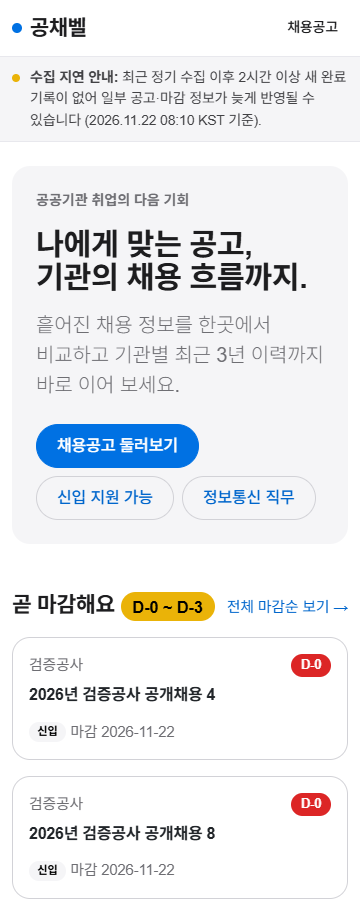 공채벨
채용공고
수집 지연 안내: 최근 정기 수집 이후 2시간 이상 새 완료
기록이 없어 일부 공고·마감 정보가 늦게 반영될 수
있습니다 (2026.11.22 08:10 KST 기준).
공공기관 취업의 다음 기회
나에게 맞는 공고,
기관의 채용 흐름까지.
흩어진 채용 정보를 한곳에서
비교하고 기관별 최근 3년 이력까지
바로 이어 보세요.
채용공고 둘러보기
신입 지원 가능
정보통신 직무
곧 마감해요
D-0 ~ D-3
전체 마감순 보기 →
검증공사
D-0
2026년 검증공사 공개채용 4
신입 마감 2026-11-22
검증공사
D-0
2026년 검증공사 공개채용 8
신입 마감 2026-11-22